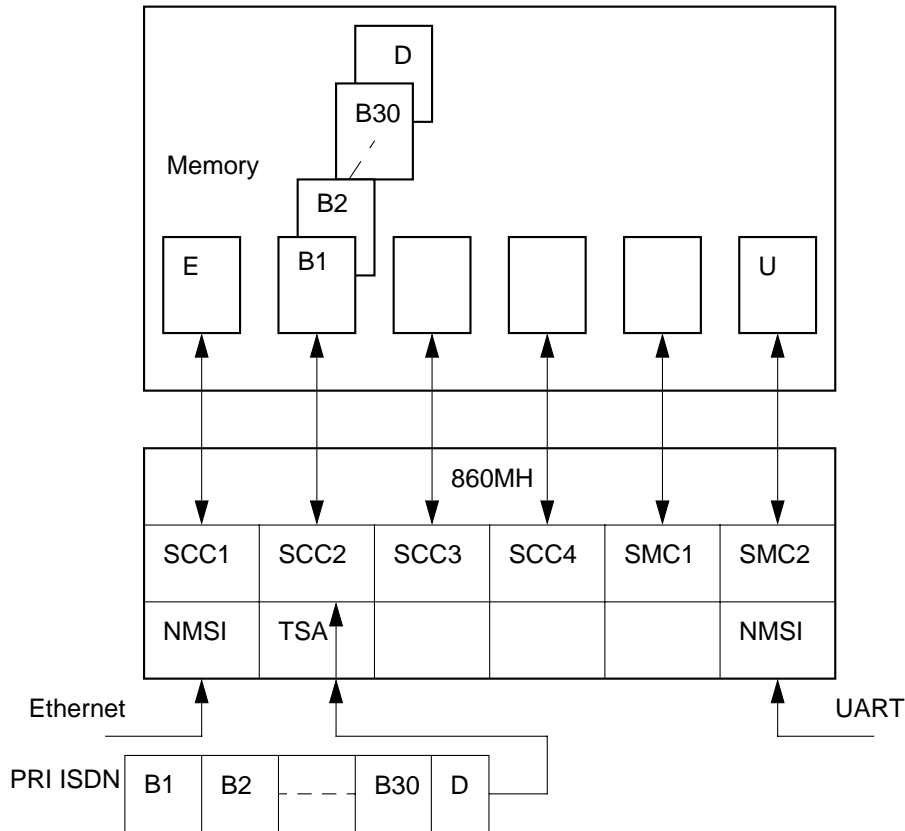 D
B30
Memory
B2
E
B1
U
860MH
SCC1 SCC2 SCC3 SCC4 SMC1 SMC2
NMSI TSA NMSI
Ethernet
UART
PRI ISDN B1 B2 B30 D